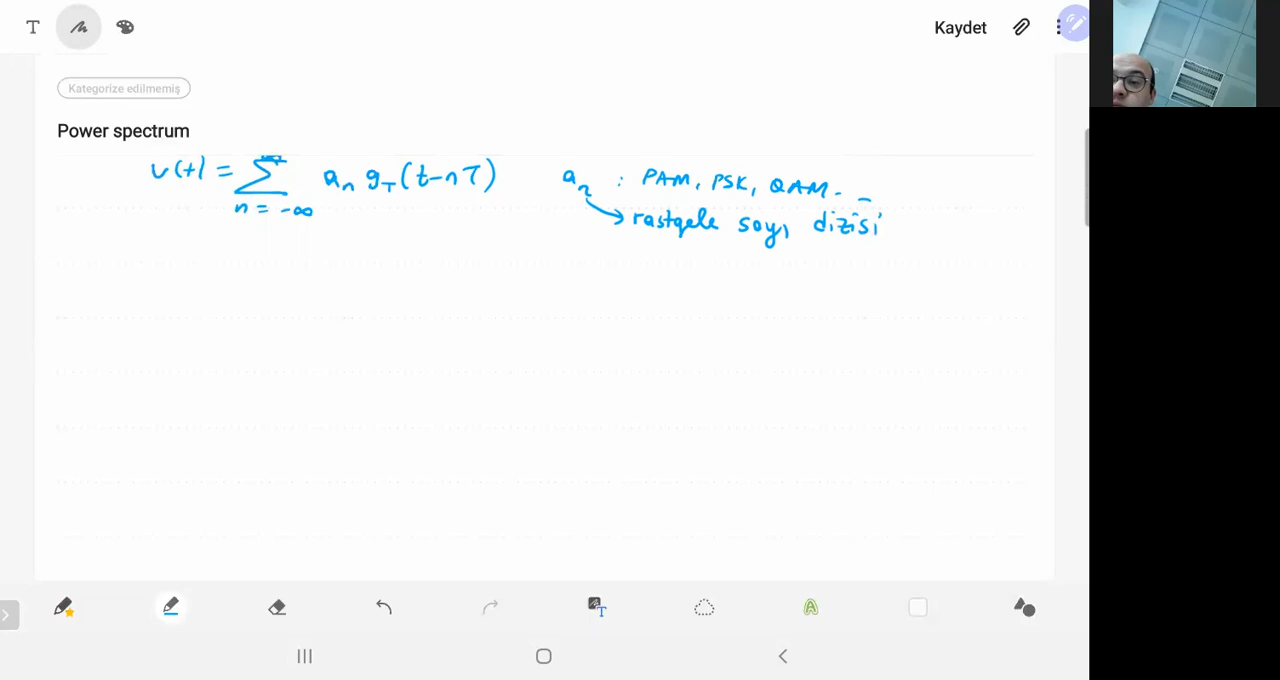 T
Kaydet
Kategorize edilmemiş
Power spectrum
v(t) = ∑ n = -∞ aₙ g_T(t-nT) aₙ : PAM, PSK, QAM -
→ rastgele sayı dizisi